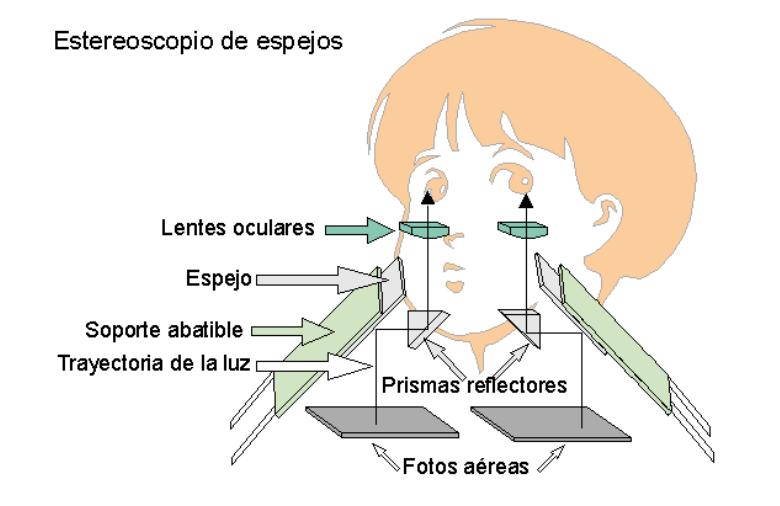 Estereoscopio de espejos
Lentes oculares
Espejo
Soporte abatible
Trayectoria de la luz
Prismas reflectores
Fotos aéreas